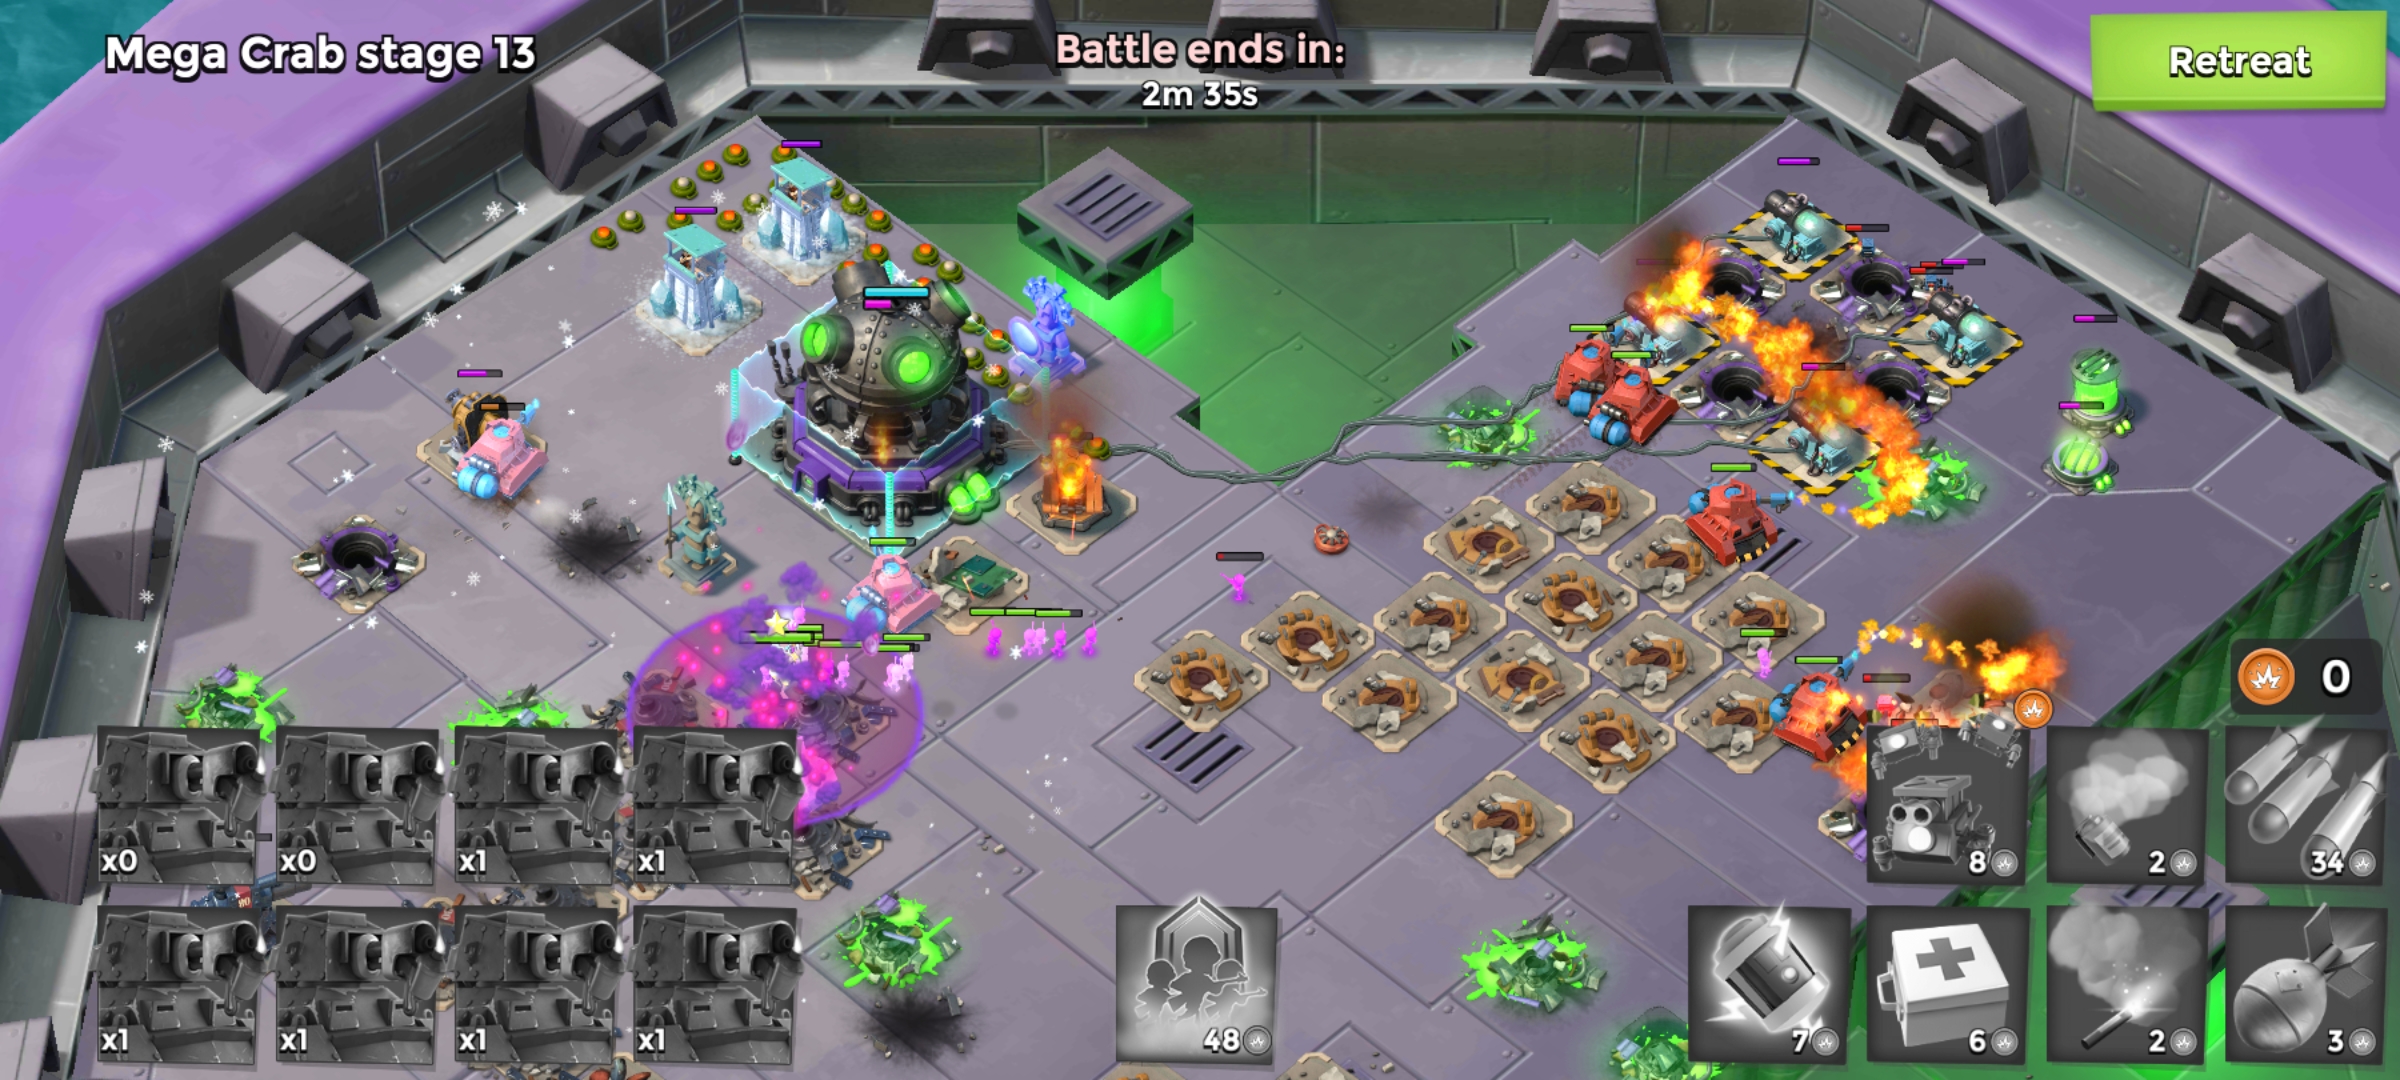 Mega Crab stage 13
Battle ends in:
2m 35s
Retreat
0
x0
x0
x1
x1
8
2
34
x1
x1
x1
x1
48
7
6
2
3